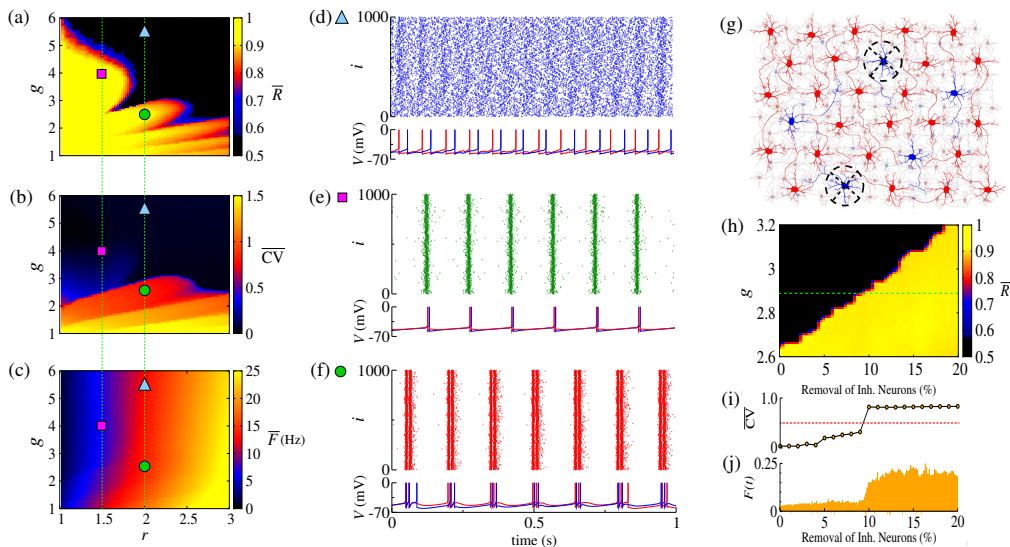 (a)
6
5
4
3
2
1
g
1
0.9
0.8
0.7
0.6
0.5
R̅
(b)
6
5
4
3
2
1
g
1.5
1
0.5
0
C̅V̅
(c)
6
5
4
3
2
1
g
1
1.5
2
2.5
3
r
25
20
15
10
5
0
F̅ (Hz)
(d)
1000
i
0
0
V (mV)
-70
(e)
1000
i
0
0
V (mV)
-70
(f)
1000
i
0
0
V (mV)
-70
0
0.5
1
time (s)
(g)
(h)
3.2
3
2.8
2.6
g
0
5
10
15
20
Removal of Inh. Neurons (%)
1
0.9
0.8
0.7
0.6
0.5
R̅
(i)
1.0
C̅V̅
0.0
(j)
0.25
F(t)
0
0
5
10
15
20
Removal of Inh. Neurons (%)